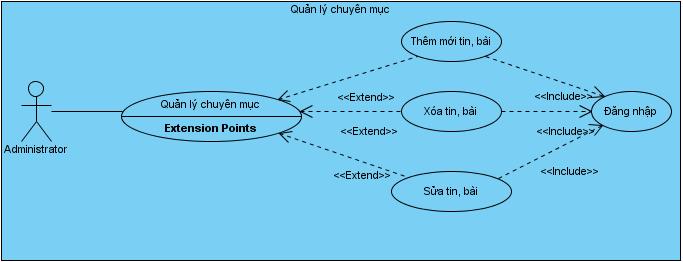 Quản lý chuyên mục
Thêm mới tin, bài
<<Extend>>
<<Include>>
Quản lý chuyên mục
Extension Points
Xóa tin, bài
Đăng nhập
<<Extend>>
<<Include>>
Administrator
<<Extend>>
<<Include>>
Sửa tin, bài